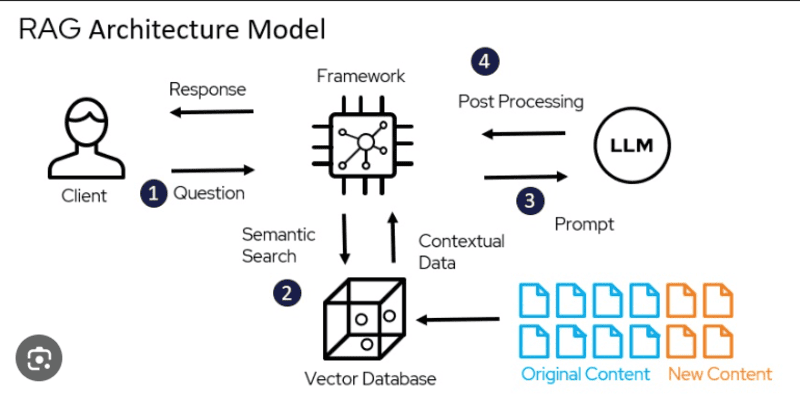 RAG Architecture Model
4
Framework
Response
Post Processing
LLM
Client
1 Question
3
Prompt
Semantic
Search
Contextual
Data
2
Vector Database
Original Content New Content